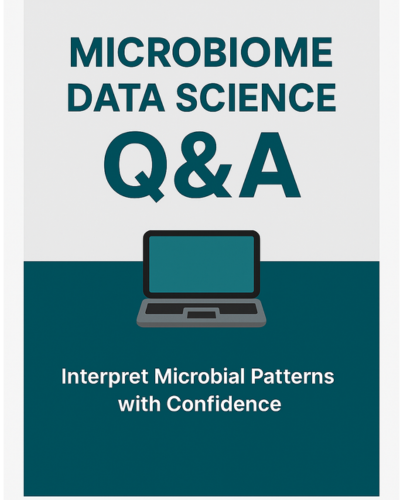 MICROBIOME
DATA SCIENCE
Q&A
Interpret Microbial Patterns
with Confidence